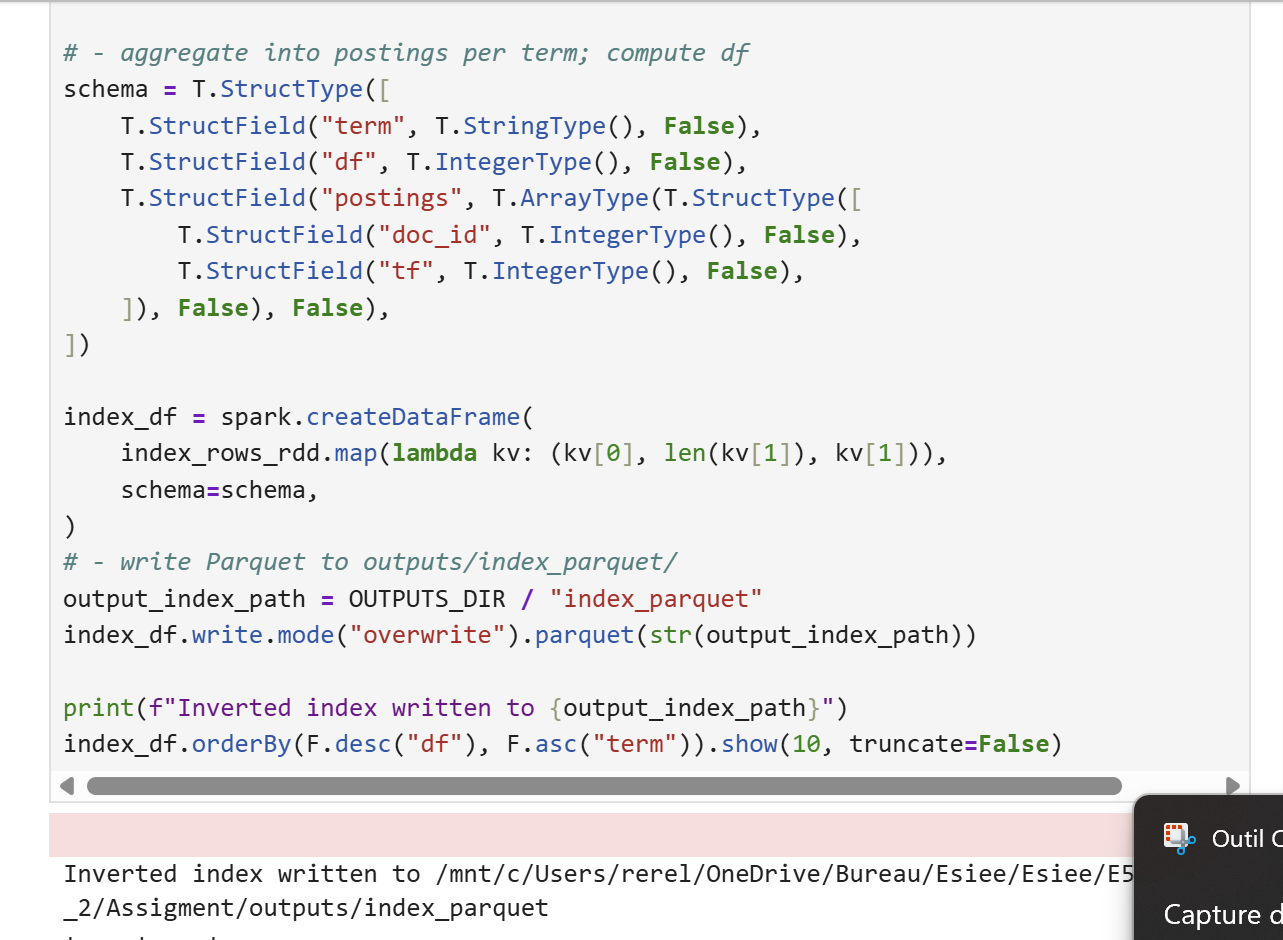 # - aggregate into postings per term; compute df
schema = T.StructType([
    T.StructField("term", T.StringType(), False),
    T.StructField("df", T.IntegerType(), False),
    T.StructField("postings", T.ArrayType(T.StructType([
        T.StructField("doc_id", T.IntegerType(), False),
        T.StructField("tf", T.IntegerType(), False),
    ]), False), False),
])
index_df = spark.createDataFrame(
    index_rows_rdd.map(lambda kv: (kv[0], len(kv[1]), kv[1])),
    schema=schema,
)
# - write Parquet to outputs/index_parquet/
output_index_path = OUTPUTS_DIR / "index_parquet"
index_df.write.mode("overwrite").parquet(str(output_index_path))
print(f"Inverted index written to {output_index_path}")
index_df.orderBy(F.desc("df"), F.asc("term")).show(10, truncate=False)
Inverted index written to /mnt/c/Users/rerel/OneDrive/Bureau/Esiee/Esiee/E5
_2/Assigment/outputs/index_parquet
Outil
Capture